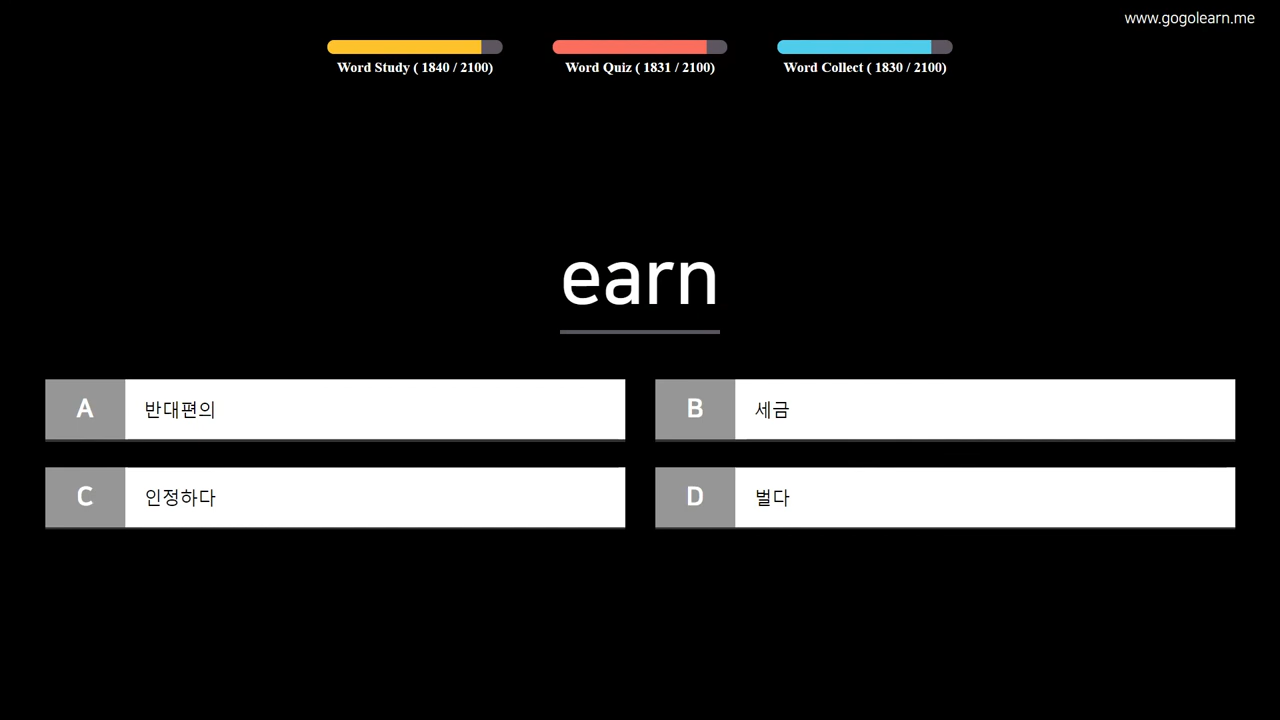 www.gogolearn.me
Word Study ( 1840 / 2100)
Word Quiz ( 1831 / 2100)
Word Collect ( 1830 / 2100)
earn
A 반대편의
B 세금
C 인정하다
D 벌다